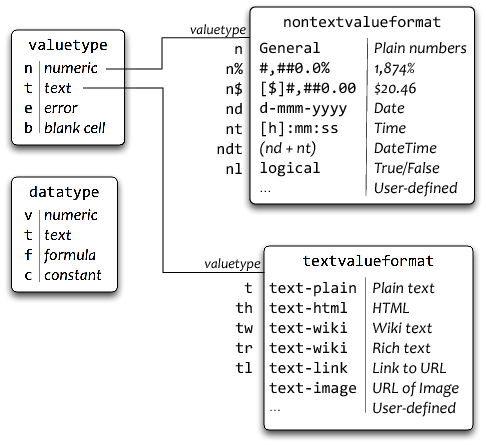 valuetype
n numeric
t text
e error
b blank cell
datatype
v numeric
t text
f formula
c constant
valuetype nontextvalueformat
n General Plain numbers
n% #,##0.0% 1,874%
n$ [$]#,##0.00 $20.46
nd d-mmm-yyyy Date
nt [h]:mm:ss Time
ndt (nd + nt) DateTime
nl logical True/False
... User-defined
valuetype textvalueformat
t text-plain Plain text
th text-html HTML
tw text-wiki Wiki text
tr text-wiki Rich text
tl text-link Link to URL
text-image URL of Image
... User-defined